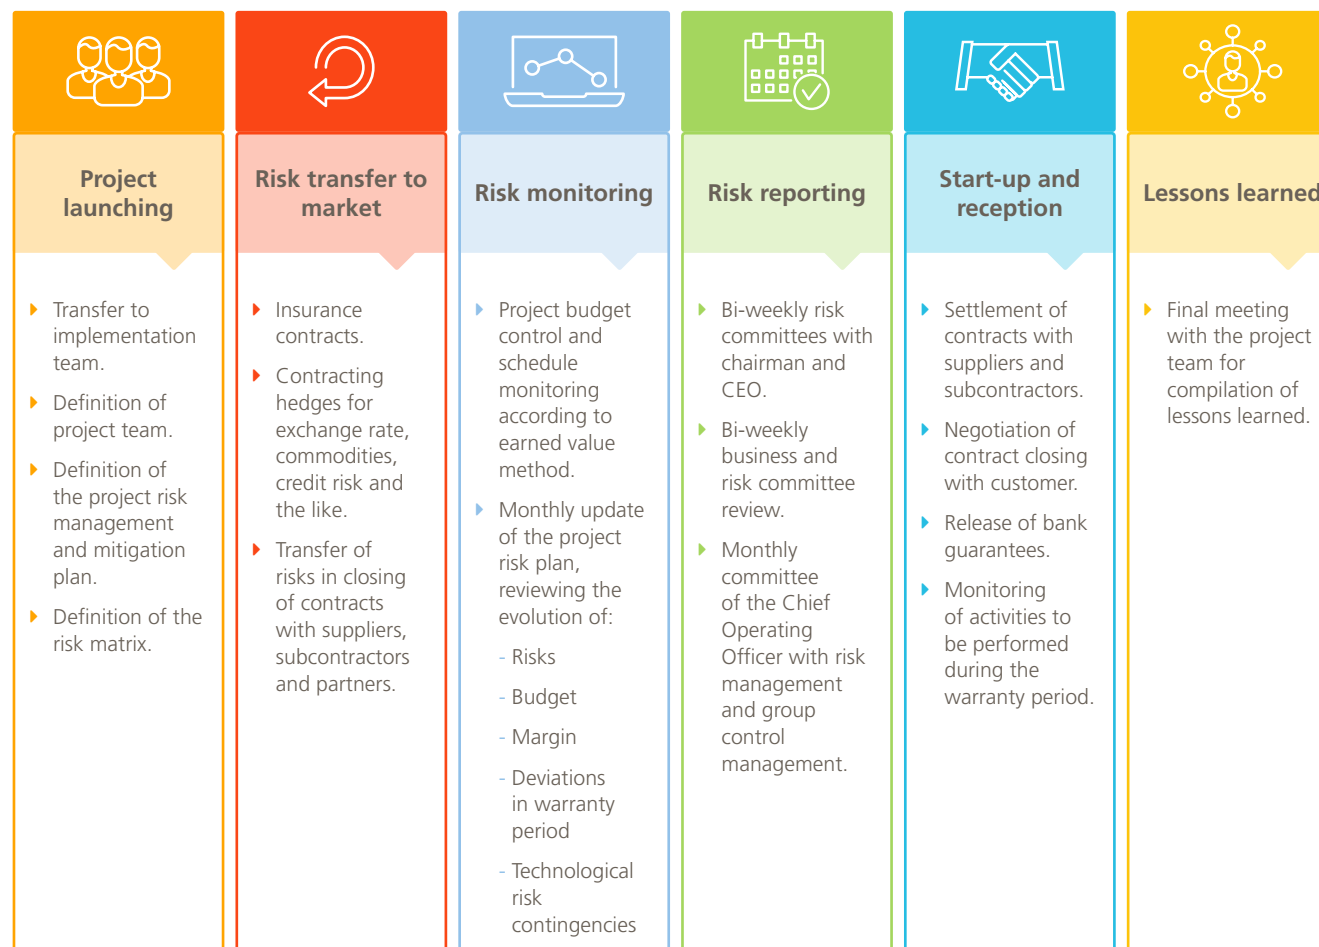 Project
launching
Transfer to
implementation
team.
Definition of
project team.
Definition of
the project risk
management
and mitigation
plan.
Definition of the
risk matrix.
Risk transfer to
market
Insurance
contracts.
Contracting
hedges for
exchange rate,
commodities,
credit risk and
the like.
Transfer of
risks in closing
of contracts
with suppliers,
subcontractors
and partners.
Risk monitoring
Project budget
control and
schedule
monitoring
according to
earned value
method.
Monthly update
of the project
risk plan,
reviewing the
evolution of:
- Risks
- Budget
- Margin
- Deviations
in warranty
period
- Technological
risk
contingencies
Risk reporting
Bi-weekly risk
committees with
chairman and
CEO.
Bi-weekly
business and
risk committee
review.
Monthly
committee
of the Chief
Operating
Officer with risk
management
and group
control
management.
Start-up and
reception
Settlement of
contracts with
suppliers and
subcontractors.
Negotiation of
contract closing
with customer.
Release of bank
guarantees.
Monitoring
of activities to
be performed
during the
warranty period.
Lessons learned
Final meeting
with the project
team for
compilation of
lessons learned.